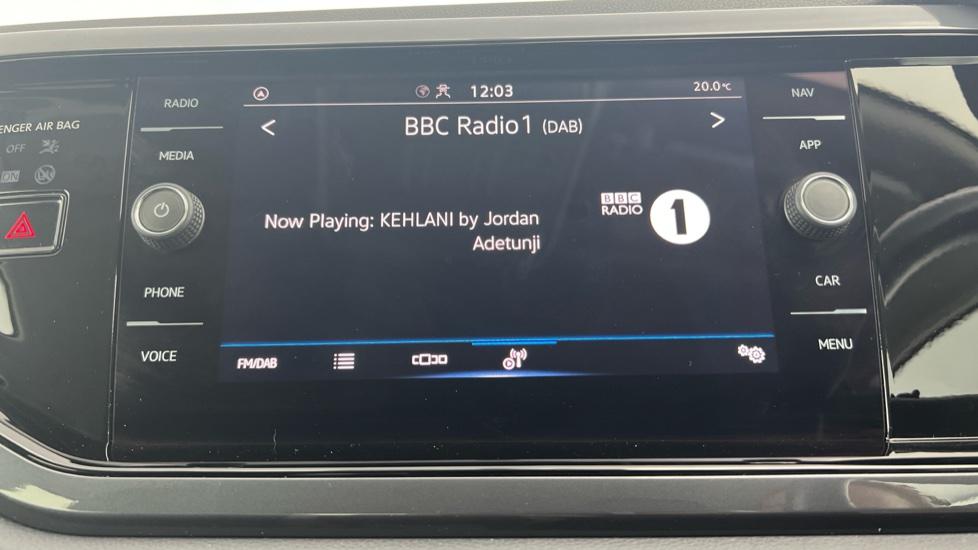 RADIO
MEDIA
PHONE
VOICE
ENGER AIR BAG
OFF
ON
12:03
20.0°C
< BBC Radio1 (DAB) >
Now Playing: KEHLANI by Jordan
Adetunji
BBC
RADIO
1
FM/DAB
NAV
APP
CAR
MENU